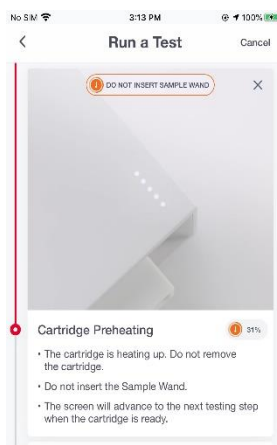 No SIM 3:13 PM 100%
Run a Test Cancel
DO NOT INSERT SAMPLE WAND
Cartridge Preheating 31%
• The cartridge is heating up. Do not remove
the cartridge.
• Do not insert the Sample Wand.
• The screen will advance to the next testing step
when the cartridge is ready.